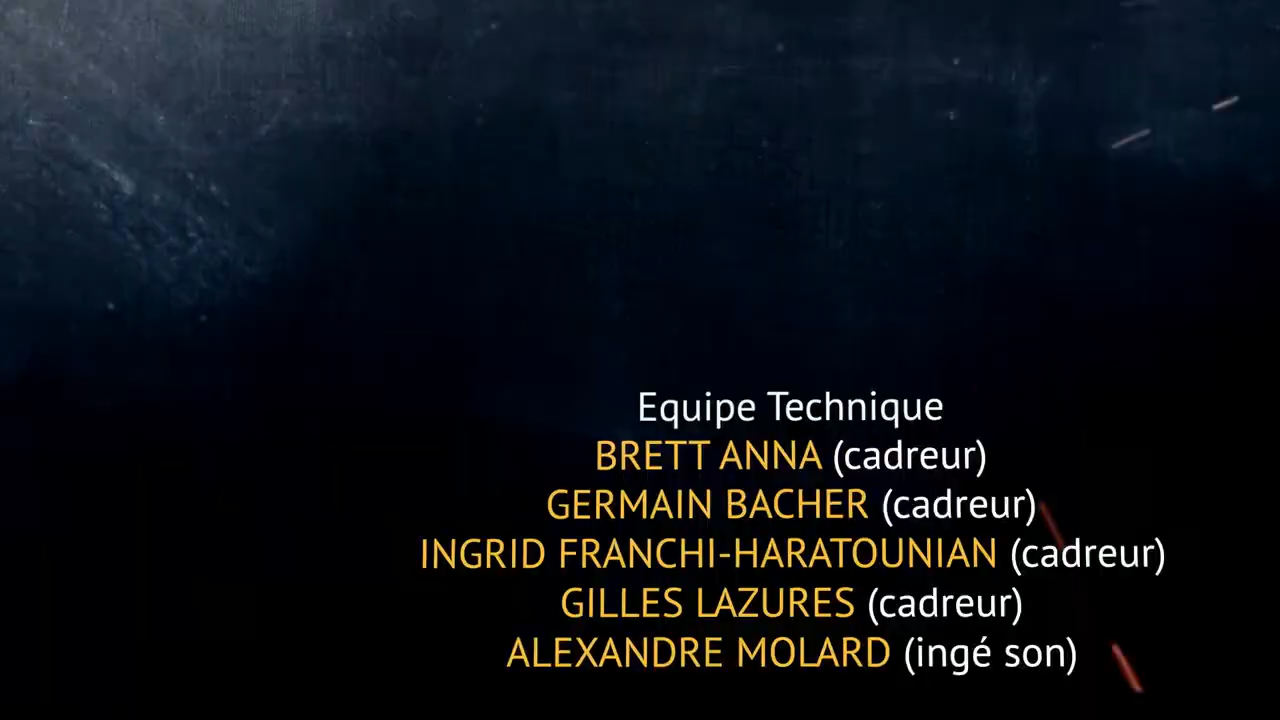 Equipe Technique
BRETT ANNA (cadreur)
GERMAIN BACHER (cadreur)
INGRID FRANCHI-HARATOUNIAN (cadreur)
GILLES LAZURES (cadreur)
ALEXANDRE MOLARD (ingé son)